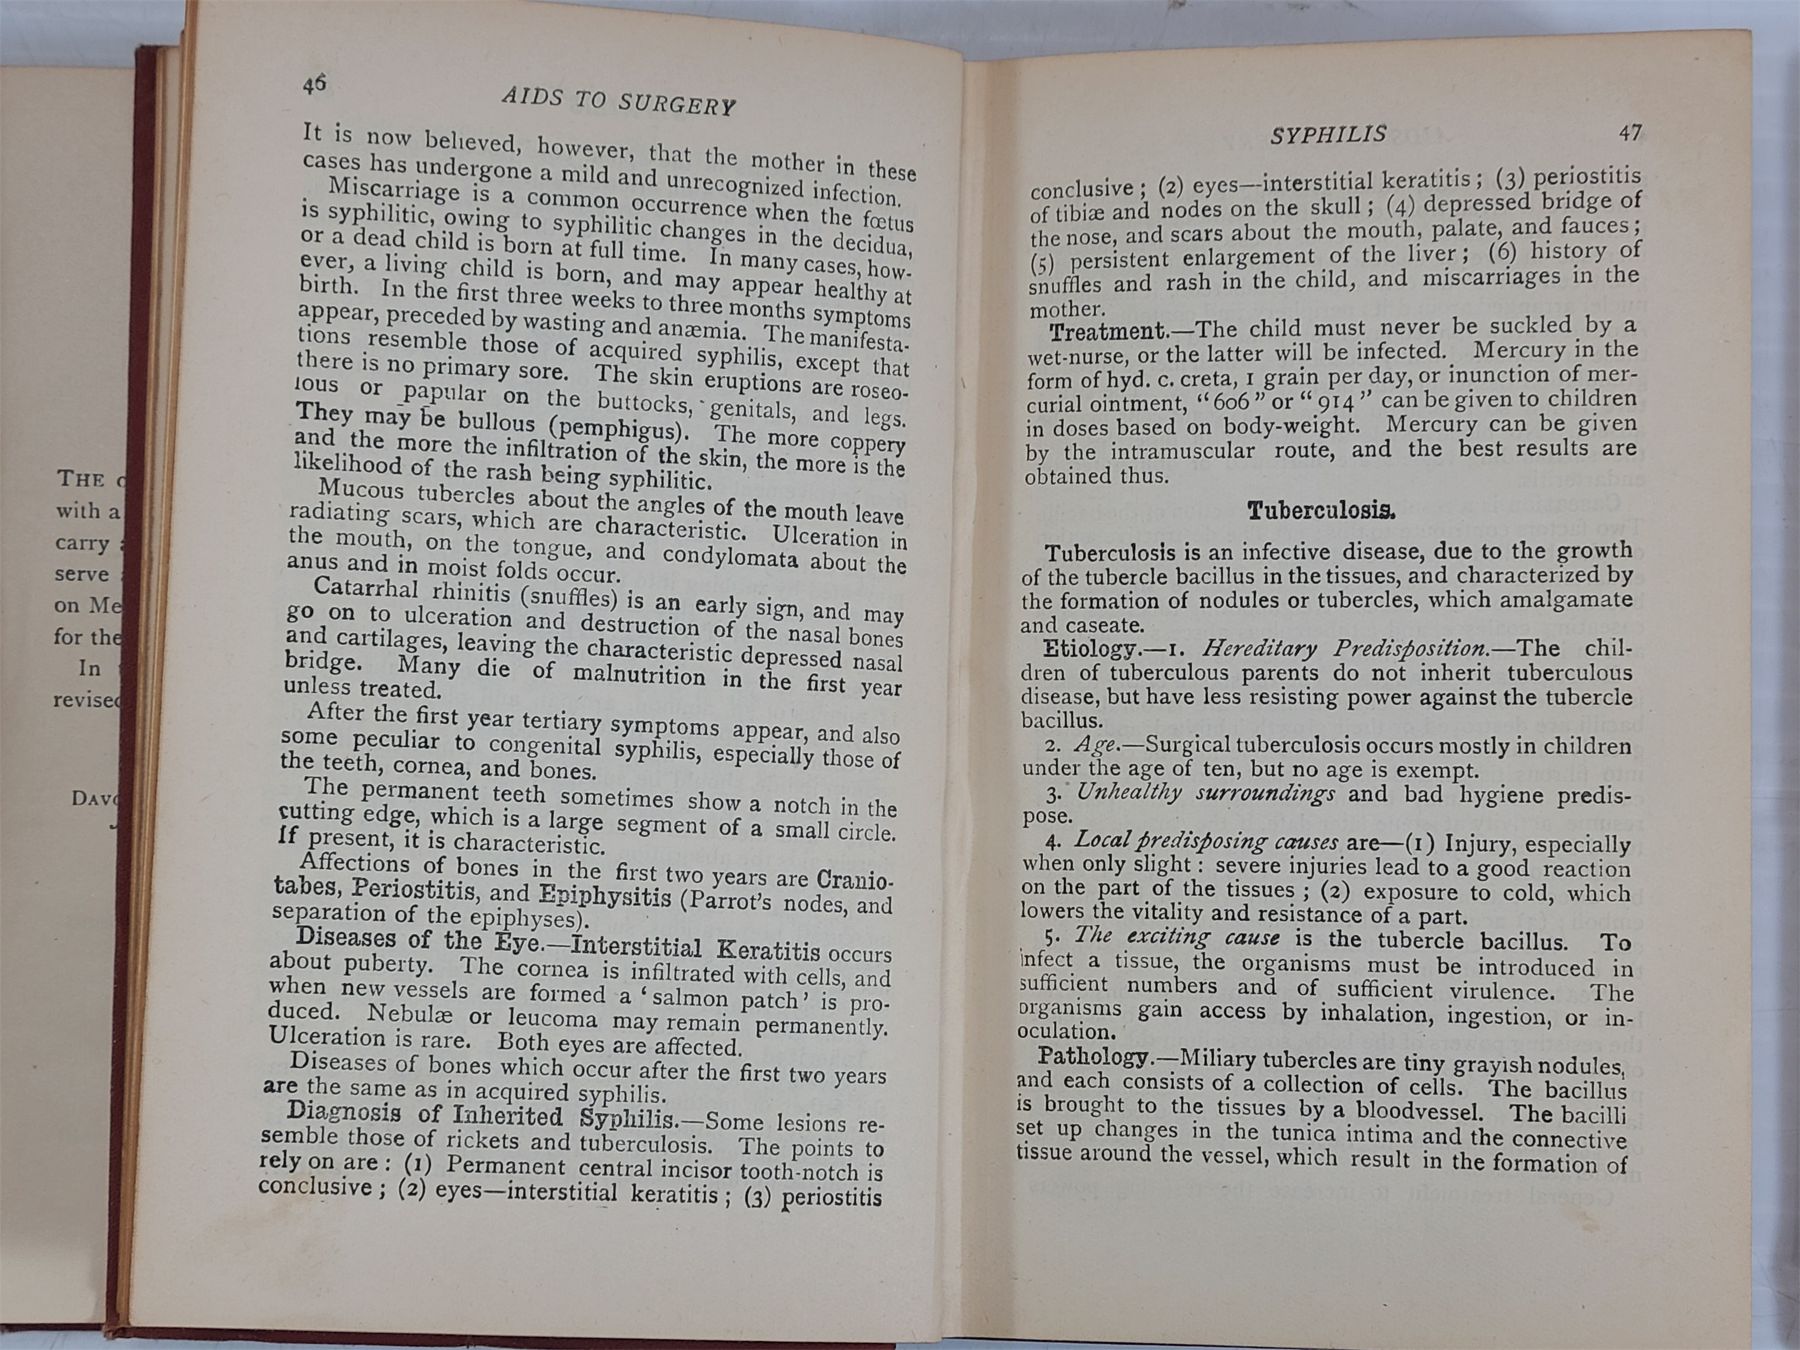 THE
with a
carry
serve
on Me
for the
In
revised
DAVO
46
AIDS TO SURGERY
It is now believed, however, that the mother in these
cases has undergone a mild and unrecognized infection.
Miscarriage is a common occurrence when the fœtus
is syphilitic, owing to syphilitic changes in the decidua,
or a dead child is born at full time. In many cases, how-
ever, a living child is born, and may appear healthy at
birth. In the first three weeks to three months symptoms
appear, preceded by wasting and anæmia. The manifesta-
tions resemble those of acquired syphilis, except that
there is no primary sore. The skin eruptions are roseo-
lous or papular on the buttocks, genitals, and legs.
They may be bullous (pemphigus). The more coppery
and the more the infiltration of the skin, the more is the
likelihood of the rash being syphilitic.
Mucous tubercles about the angles of the mouth leave
radiating scars, which are characteristic. Ulceration in
the mouth, on the tongue, and condylomata about the
anus and in moist folds occur.
Catarrhal rhinitis (snuffles) is an early sign, and may
go on to ulceration and destruction of the nasal bones
and cartilages, leaving the characteristic depressed nasal
bridge. Many die of malnutrition in the first year
unless treated.
After the first year tertiary symptoms appear, and also
some peculiar to congenital syphilis, especially those of
the teeth, cornea, and bones.
The permanent teeth sometimes show a notch in the
cutting edge, which is a large segment of a small circle.
If present, it is characteristic.
Affections of bones in the first two years are Cranio-
tabes, Periostitis, and Epiphysitis (Parrot's nodes, and
separation of the epiphyses).
Diseases of the Eye.—Interstitial Keratitis occurs
about puberty. The cornea is infiltrated with cells, and
when new vessels are formed a ‘salmon patch’ is pro-
duced. Nebulæ or leucoma may remain permanently.
Ulceration is rare. Both eyes are affected.
Diseases of bones which occur after the first two years
are the same as in acquired syphilis.
Diagnosis of Inherited Syphilis.—Some lesions re-
semble those of rickets and tuberculosis. The points to
rely on are: (1) Permanent central incisor tooth-notch is
conclusive; (2) eyes—interstitial keratitis; (3) periostitis
SYPHILIS
47
conclusive; (2) eyes—interstitial keratitis; (3) periostitis
of tibiæ and nodes on the skull; (4) depressed bridge of
the nose, and scars about the mouth, palate, and fauces;
(5) persistent enlargement of the liver; (6) history of
snuffles and rash in the child, and miscarriages in the
mother.
Treatment.—The child must never be suckled by a
wet-nurse, or the latter will be infected. Mercury in the
form of hyd. c. creta, 1 grain per day, or inunction of mer-
curial ointment, “606” or “914” can be given to children
in doses based on body-weight. Mercury can be given
by the intramuscular route, and the best results are
obtained thus.
Tuberculosis.
Tuberculosis is an infective disease, due to the growth
of the tubercle bacillus in the tissues, and characterized by
the formation of nodules or tubercles, which amalgamate
and caseate.
Etiology.—1. Hereditary Predisposition.—The chil-
dren of tuberculous parents do not inherit tuberculous
disease, but have less resisting power against the tubercle
bacillus.
2. Age.—Surgical tuberculosis occurs mostly in children
under the age of ten, but no age is exempt.
3. Unhealthy surroundings and bad hygiene predis-
pose.
4. Local predisposing causes are—(1) Injury, especially
when only slight: severe injuries lead to a good reaction
on the part of the tissues; (2) exposure to cold, which
lowers the vitality and resistance of a part.
5. The exciting cause is the tubercle bacillus. To
infect a tissue, the organisms must be introduced in
sufficient numbers and of sufficient virulence. The
organisms gain access by inhalation, ingestion, or in-
oculation.
Pathology.—Miliary tubercles are tiny grayish nodules,
and each consists of a collection of cells. The bacillus
is brought to the tissues by a bloodvessel. The bacilli
set up changes in the tunica intima and the connective
tissue around the vessel, which result in the formation of